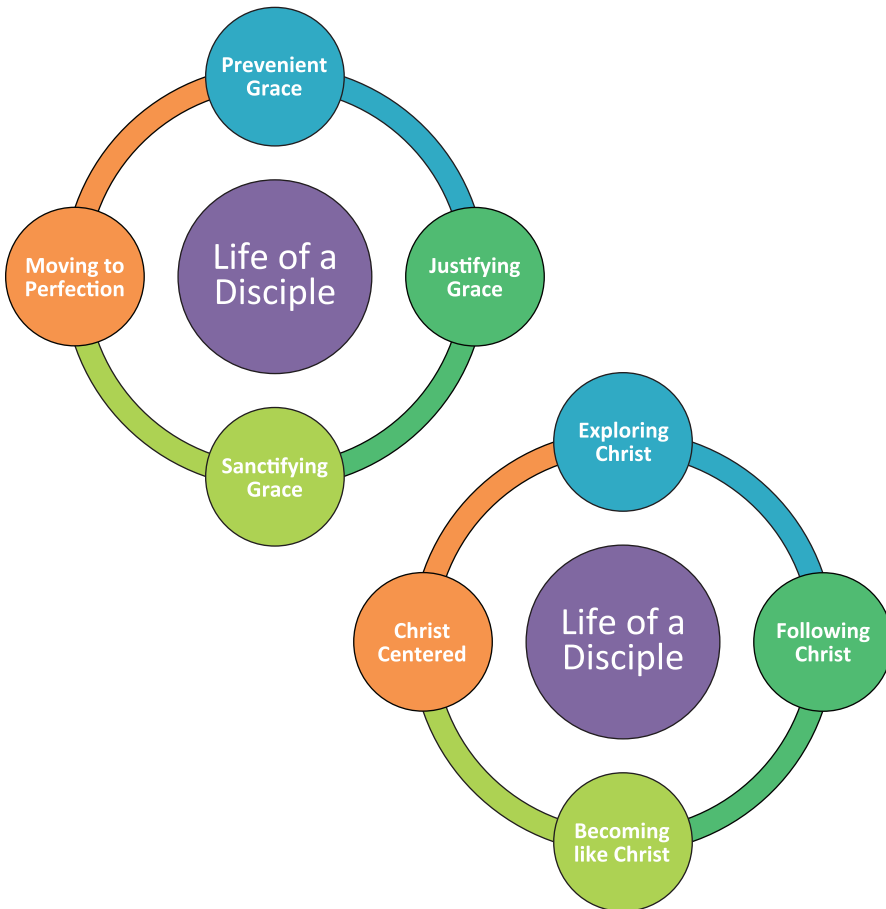 Prevenient
Grace
Moving to
Perfection
Life of a
Disciple
Justifying
Grace
Sanctifying
Grace
Exploring
Christ
Christ
Centered
Life of a
Disciple
Following
Christ
Becoming
like Christ